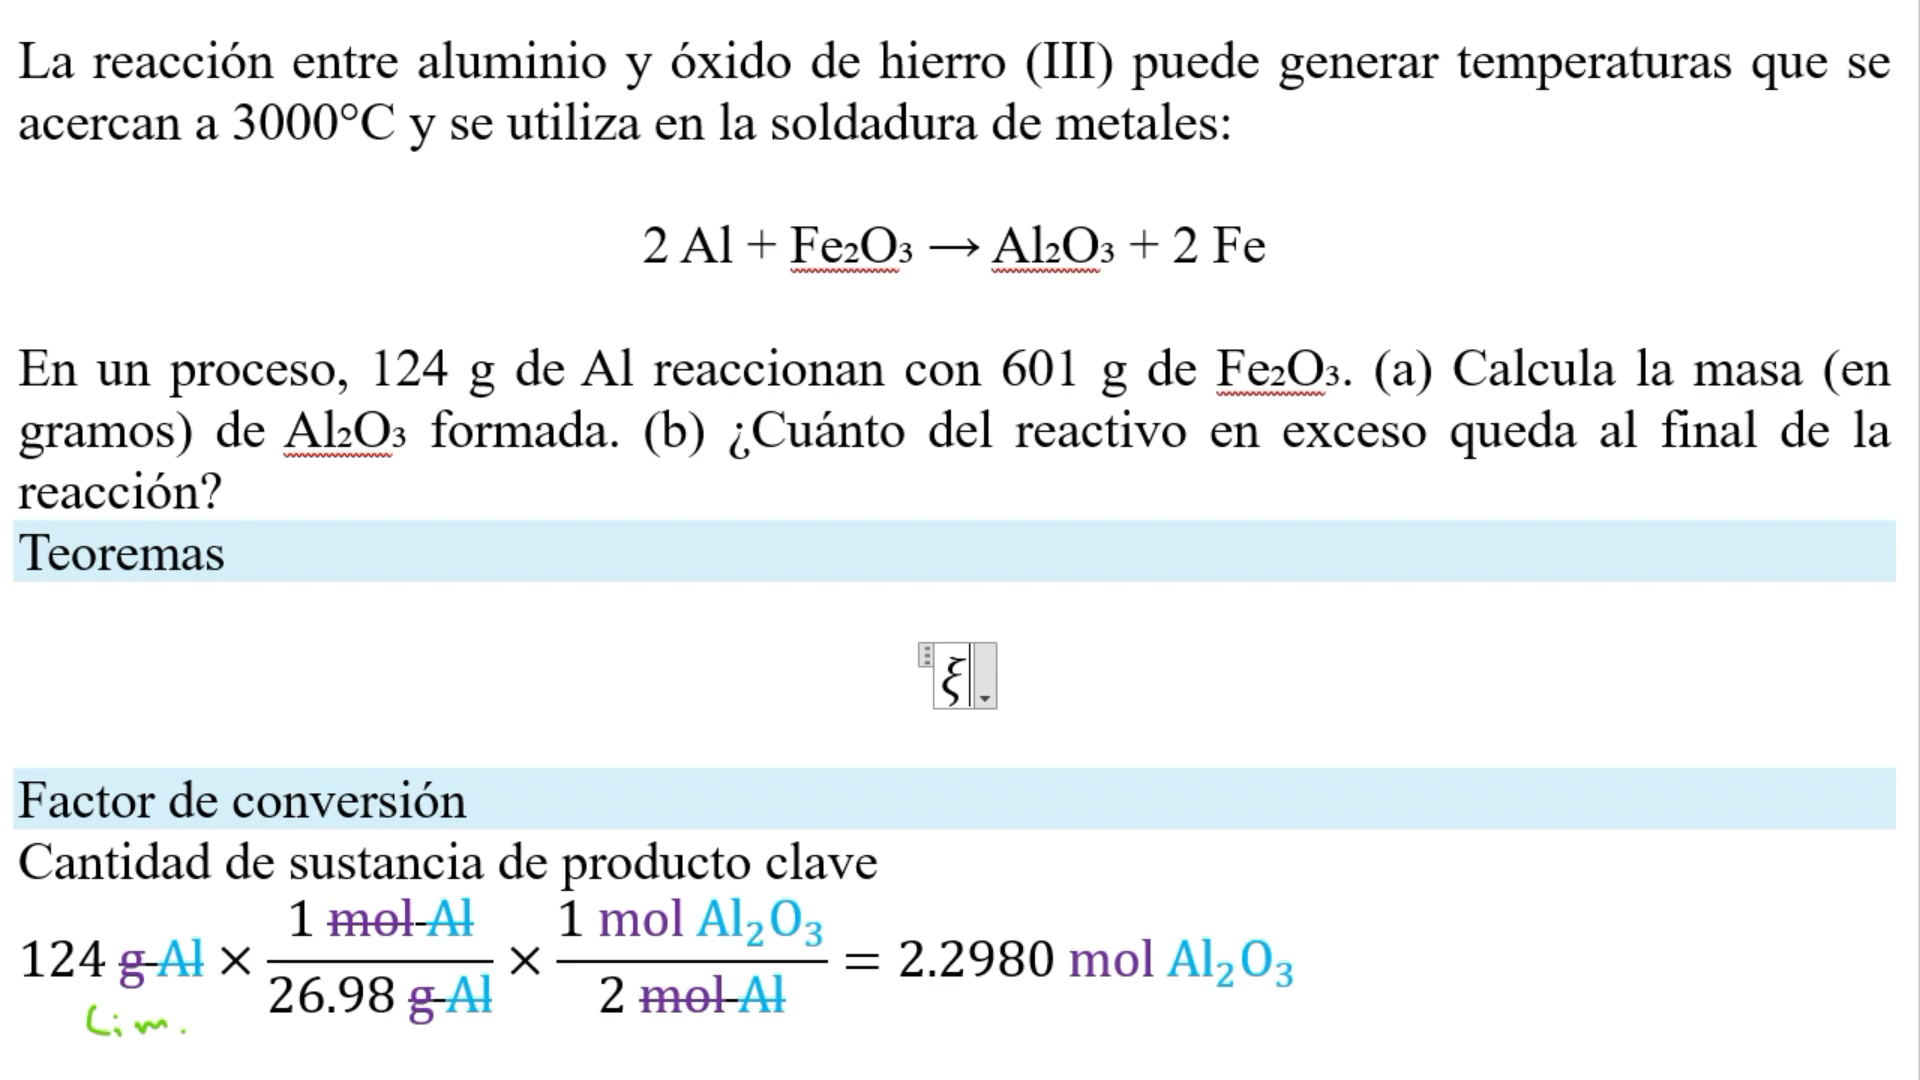 La reacción entre aluminio y óxido de hierro (III) puede generar temperaturas que se
acercan a 3000°C y se utiliza en la soldadura de metales:
2 Al + Fe₂O₃ → Al₂O₃ + 2 Fe
En un proceso, 124 g de Al reaccionan con 601 g de Fe₂O₃. (a) Calcula la masa (en
gramos) de Al₂O₃ formada. (b) ¿Cuánto del reactivo en exceso queda al final de la
reacción?
Teoremas
ξ
Factor de conversión
Cantidad de sustancia de producto clave
124 g Al × (1 mol Al / 26.98 g Al) × (1 mol Al₂O₃ / 2 mol Al) = 2.2980 mol Al₂O₃
Lim.